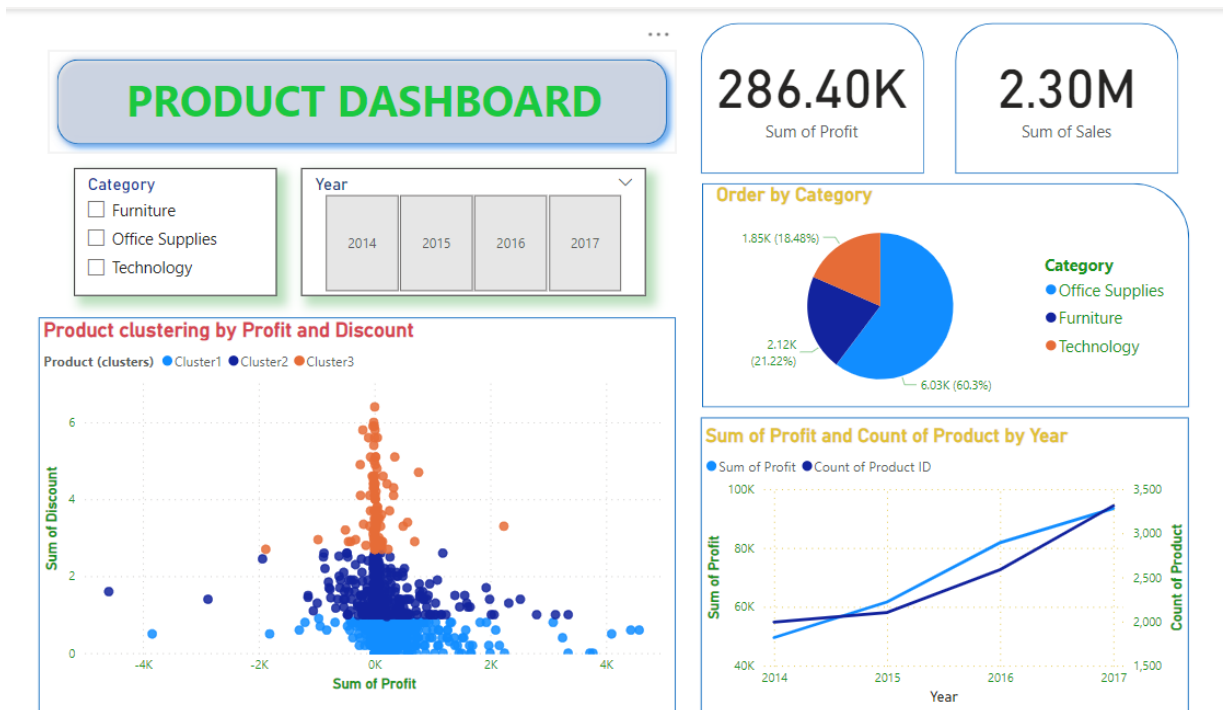 PRODUCT DASHBOARD
286.40K
Sum of Profit
2.30M
Sum of Sales
Category
Furniture
Office Supplies
Technology
Year
2014
2015
2016
2017
Order by Category
1.85K (18.48%)
2.12K
(21.22%)
6.03K (60.3%)
Category
Office Supplies
Furniture
Technology
Product clustering by Profit and Discount
Product (clusters) Cluster1 Cluster2 Cluster3
Sum of Discount
6
4
2
0
-4K
-2K
0K
2K
4K
Sum of Profit
Sum of Profit and Count of Product by Year
Sum of Profit Count of Product ID
Sum of Profit
100K
80K
60K
40K
3,500
3,000
2,500
2,000
1,500
Count of Product
2014
2015
2016
2017
Year